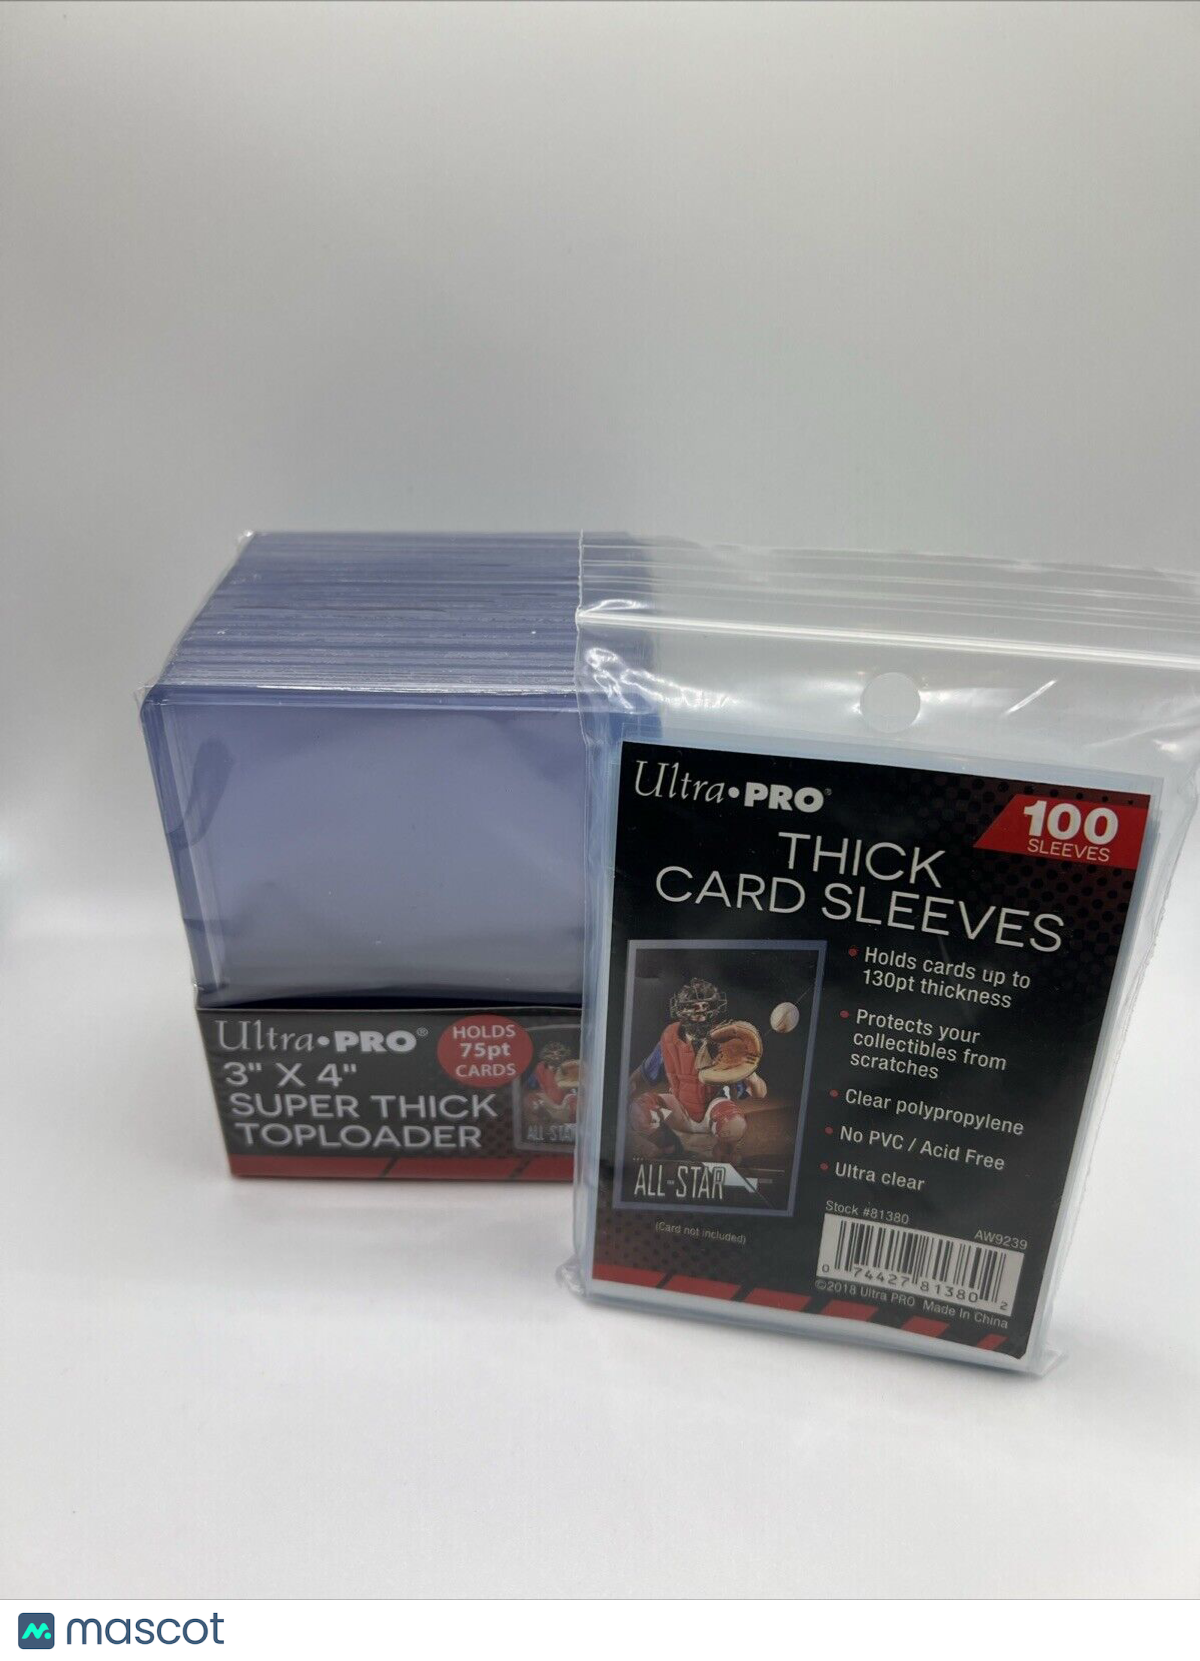 Ultra•PRO®
HOLDS
75pt
CARDS
3" X 4"
SUPER THICK
TOPLOADER
ALL-STAR
Ultra•PRO®
100
SLEEVES
THICK
CARD SLEEVES
• Holds cards up to
130pt thickness
• Protects your
collectibles from
scratches
• Clear polypropylene
• No PVC / Acid Free
• Ultra clear
ALL-STAR
(Card not included)
Stock #81380
AW9239
0 74427 81380 2
©2018 Ultra PRO Made In China
mascot